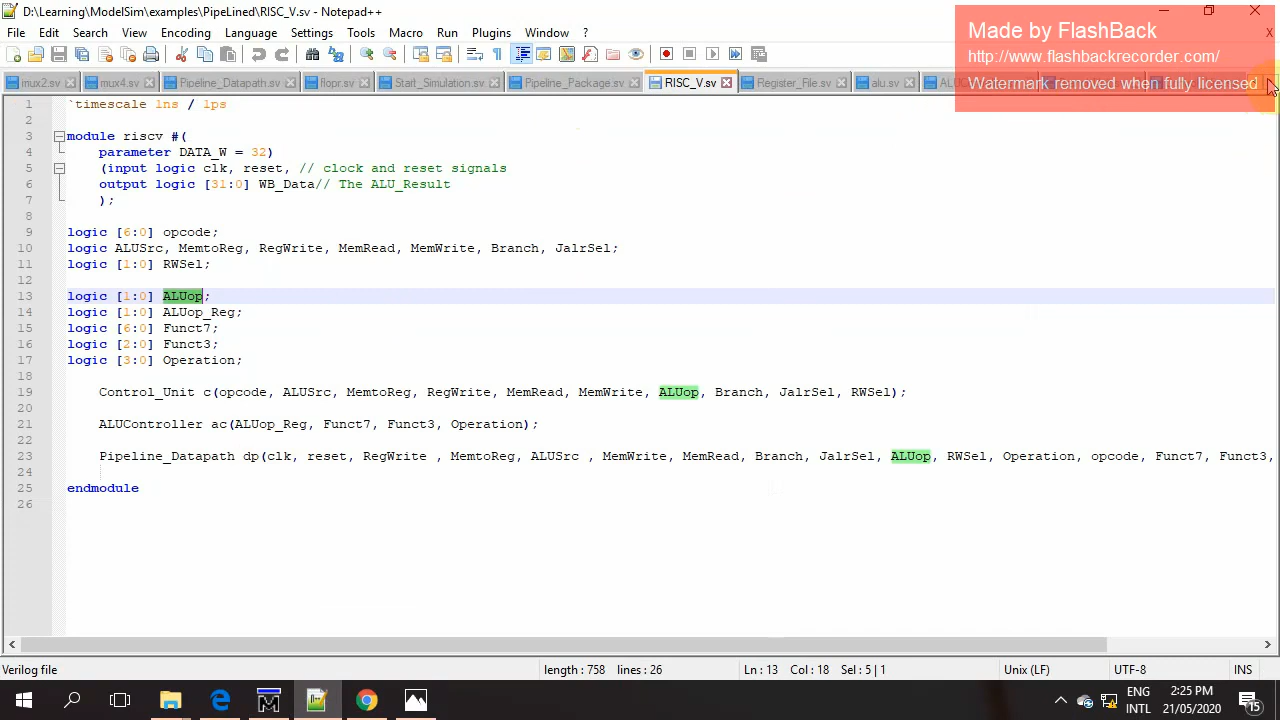 D:\Learning\ModelSim\examples\PipeLined\RISC_V.sv - Notepad++
File Edit Search View Encoding Language Settings Tools Macro Run Plugins Window ?
Made by FlashBack
http://www.flashbackrecorder.com/
Watermark removed when fully licensed
X
mux2.sv mux4.sv Pipeline_Datapath.sv flopr.sv Start_Simulation.sv Pipeline_Package.sv RISC_V.sv Register_File.sv alu.sv
1 `timescale 1ns / 1ps
2
3 module riscv #(
4 parameter DATA_W = 32)
5 (input logic clk, reset, // clock and reset signals
6 output logic [31:0] WB_Data// The ALU_Result
7 );
8
9 logic [6:0] opcode;
10 logic ALUSrc, MemtoReg, RegWrite, MemRead, MemWrite, Branch, JalrSel;
11 logic [1:0] RWSel;
12
13 logic [1:0] ALUop;
14 logic [1:0] ALUop_Reg;
15 logic [6:0] Funct7;
16 logic [2:0] Funct3;
17 logic [3:0] Operation;
18
19 Control_Unit c(opcode, ALUSrc, MemtoReg, RegWrite, MemRead, MemWrite, ALUop, Branch, JalrSel, RWSel);
20
21 ALUController ac(ALUop_Reg, Funct7, Funct3, Operation);
22
23 Pipeline_Datapath dp(clk, reset, RegWrite , MemtoReg, ALUSrc , MemWrite, MemRead, Branch, JalrSel, ALUop, RWSel, Operation, opcode, Funct7, Funct3,
24
25 endmodule
26
Verilog file length : 758 lines : 26 Ln : 13 Col : 18 Sel : 5 | 1 Unix (LF) UTF-8 INS
ENG 2:25 PM
INTL 21/05/2020 15